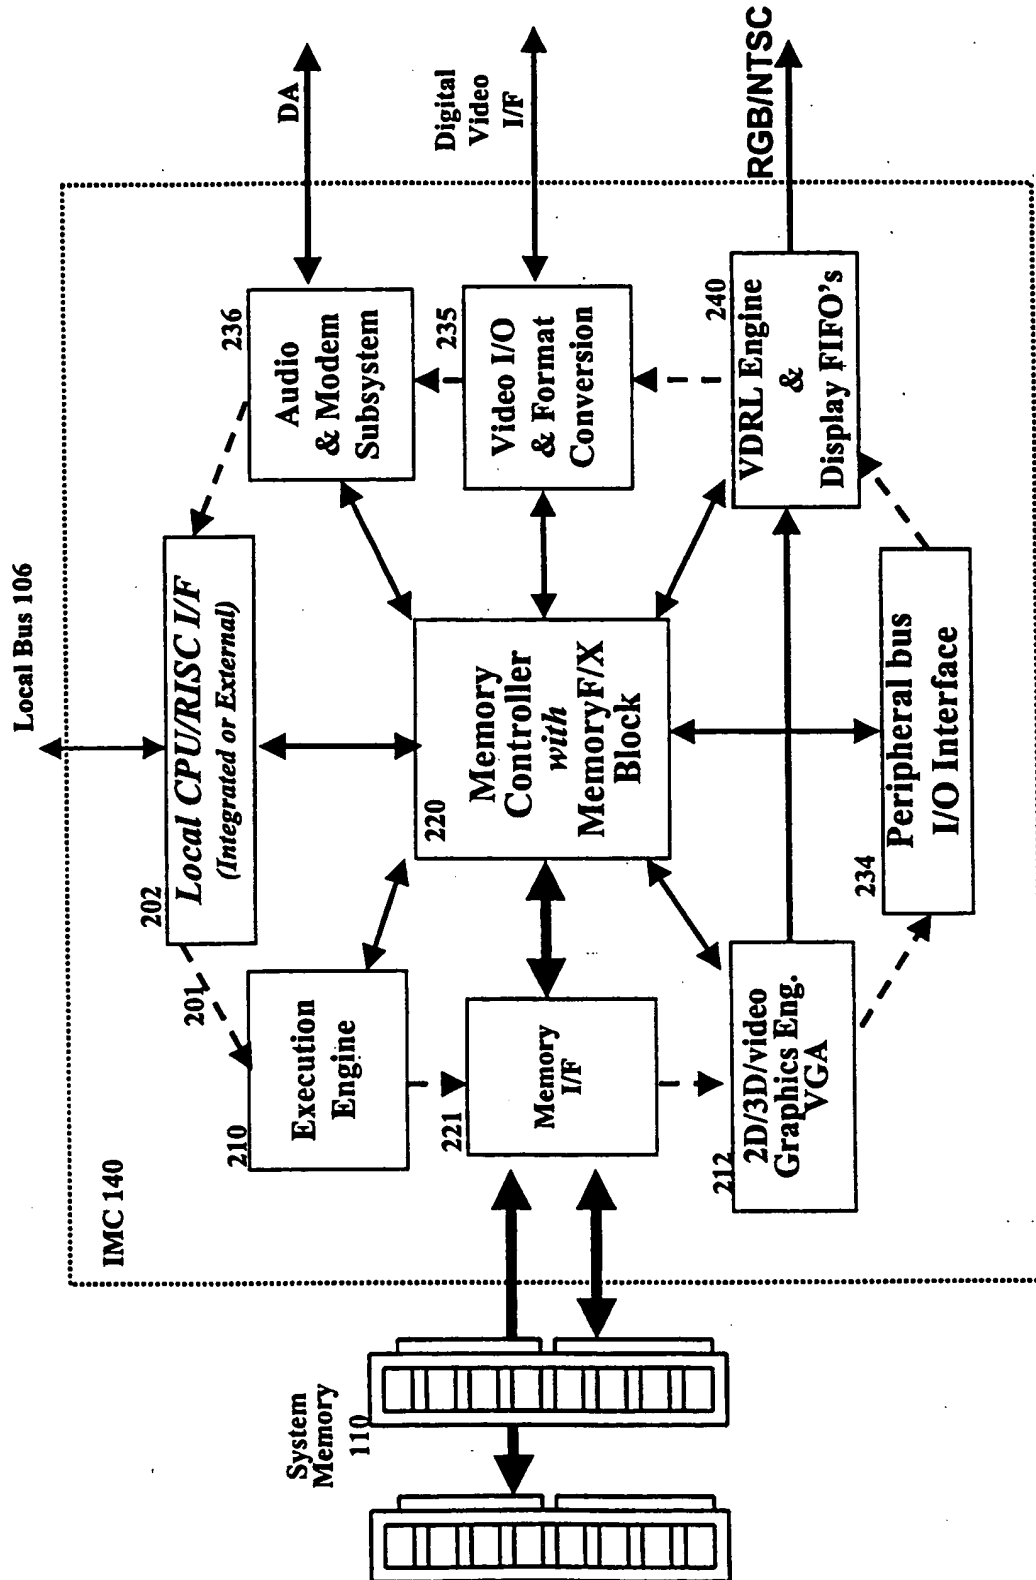 Local Bus 106
IMC 140
202
Local CPU/RISC I/F
(Integrated or External)
201
210
Execution
Engine
236
Audio
& Modem
Subsystem
DA
System
Memory
110
221
Memory
I/F
220
Memory
Controller
with
MemoryF/X
Block
235
Video I/O
& Format
Conversion
Digital
Video
I/F
212
2D/3D/video
Graphics Eng.
VGA
240
VDRL Engine
&
Display FIFO's
RGB/NTSC
234
Peripheral bus
I/O Interface